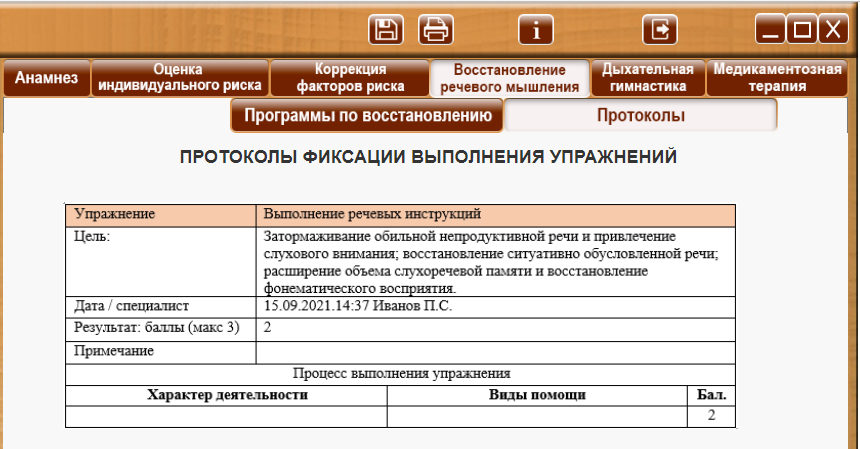 Анамнез
Оценка
индивидуального риска
Коррекция
факторов риска
Восстановление
речевого мышления
Дыхательная
гимнастика
Медикаментозная
терапия
Программы по восстановлению
Протоколы
ПРОТОКОЛЫ ФИКСАЦИИ ВЫПОЛНЕНИЯ УПРАЖНЕНИЙ
Упражнение Выполнение речевых инструкций
Цель: Затормаживание обильной непродуктивной речи и привлечение
слухового внимания; восстановление ситуативно обусловленной речи;
расширение объема слухоречевой памяти и восстановление
фонематического восприятия.
Дата / специалист 15.09.2021.14:37 Иванов П.С.
Результат: баллы (макс 3) 2
Примечание
Процесс выполнения упражнения
Характер деятельности Виды помощи Бал.
2